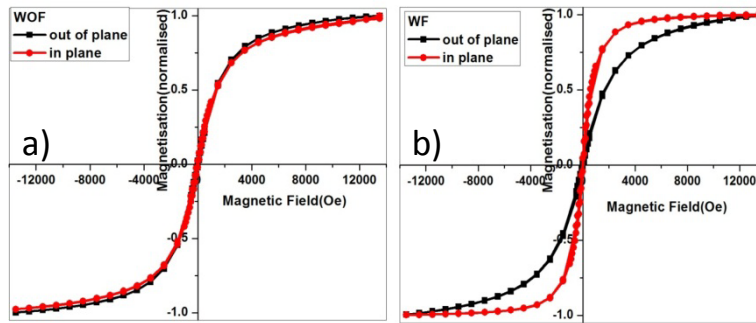 WOF
out of plane
in plane
a)
Magnetisation(normalised)
1.0
0.5
0.0
-0.5
-1.0
-12000 -8000 -4000 0 4000 8000 12000
Magnetic Field(Oe)
WF
out of plane
in plane
b)
Magnetisation(normalised)
1.0
0.5
0.0
-0.5
-1.0
-12000 -8000 -4000 0 4000 8000 12000
Magnetic Field(Oe)